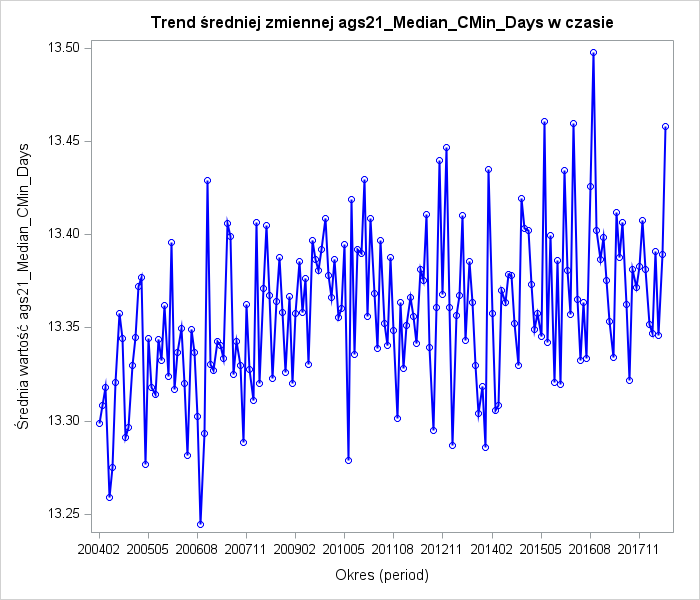 Trend średniej zmiennej ags21_Median_CMin_Days w czasie
Średnia wartość ags21_Median_CMin_Days
13.50
13.45
13.40
13.35
13.30
13.25
200402 200505 200608 200711 200902 201005 201108 201211 201402 201505 201608 201711
Okres (period)